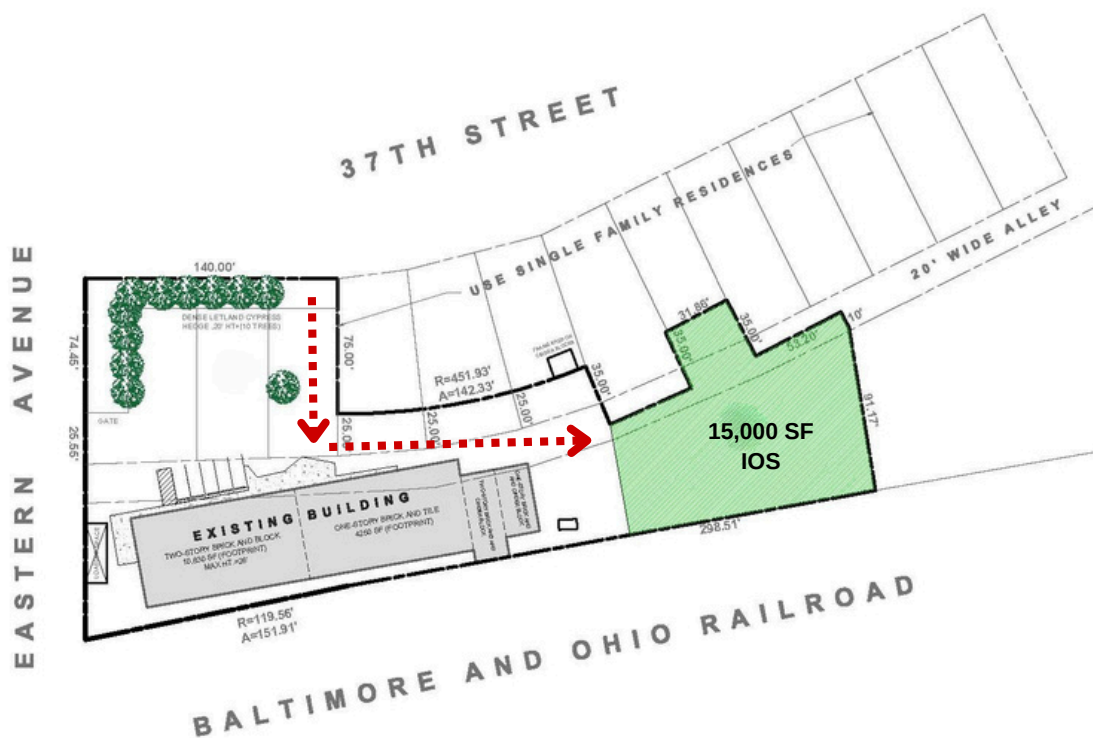 37TH STREET
USE SINGLE FAMILY RESIDENCES
20' WIDE ALLEY
140.00'
DENSE LETLAND CYPRESS
HEDGE ,20' HT+(10 TREES)
74.45'
75.00'
GATE
25.55'
EASTERN AVENUE
R=451.93'
A=142.33'
25.00'
25.00'
25.00'
35.00'
35.00'
31.86'
35.00'
53.20'
10'
91.17'
15,000 SF
IOS
EXISTING BUILDING
TWO-STORY BRICK AND BLOCK
MAX HT.
ONE-STORY BRICK AND TILE
4250 SF (FOOTPRINT)
298.51'
R=119.56'
A=151.91'
BALTIMORE AND OHIO RAILROAD